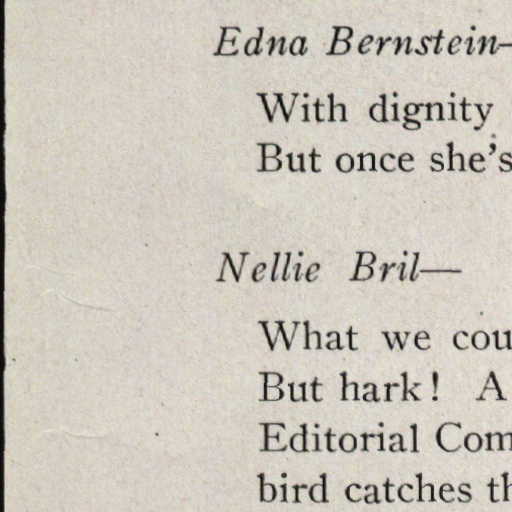 Edna Bernstein—
With dignity
But once she's
Nellie Bril—
What we cou
But hark! A
Editorial Com
bird catches th